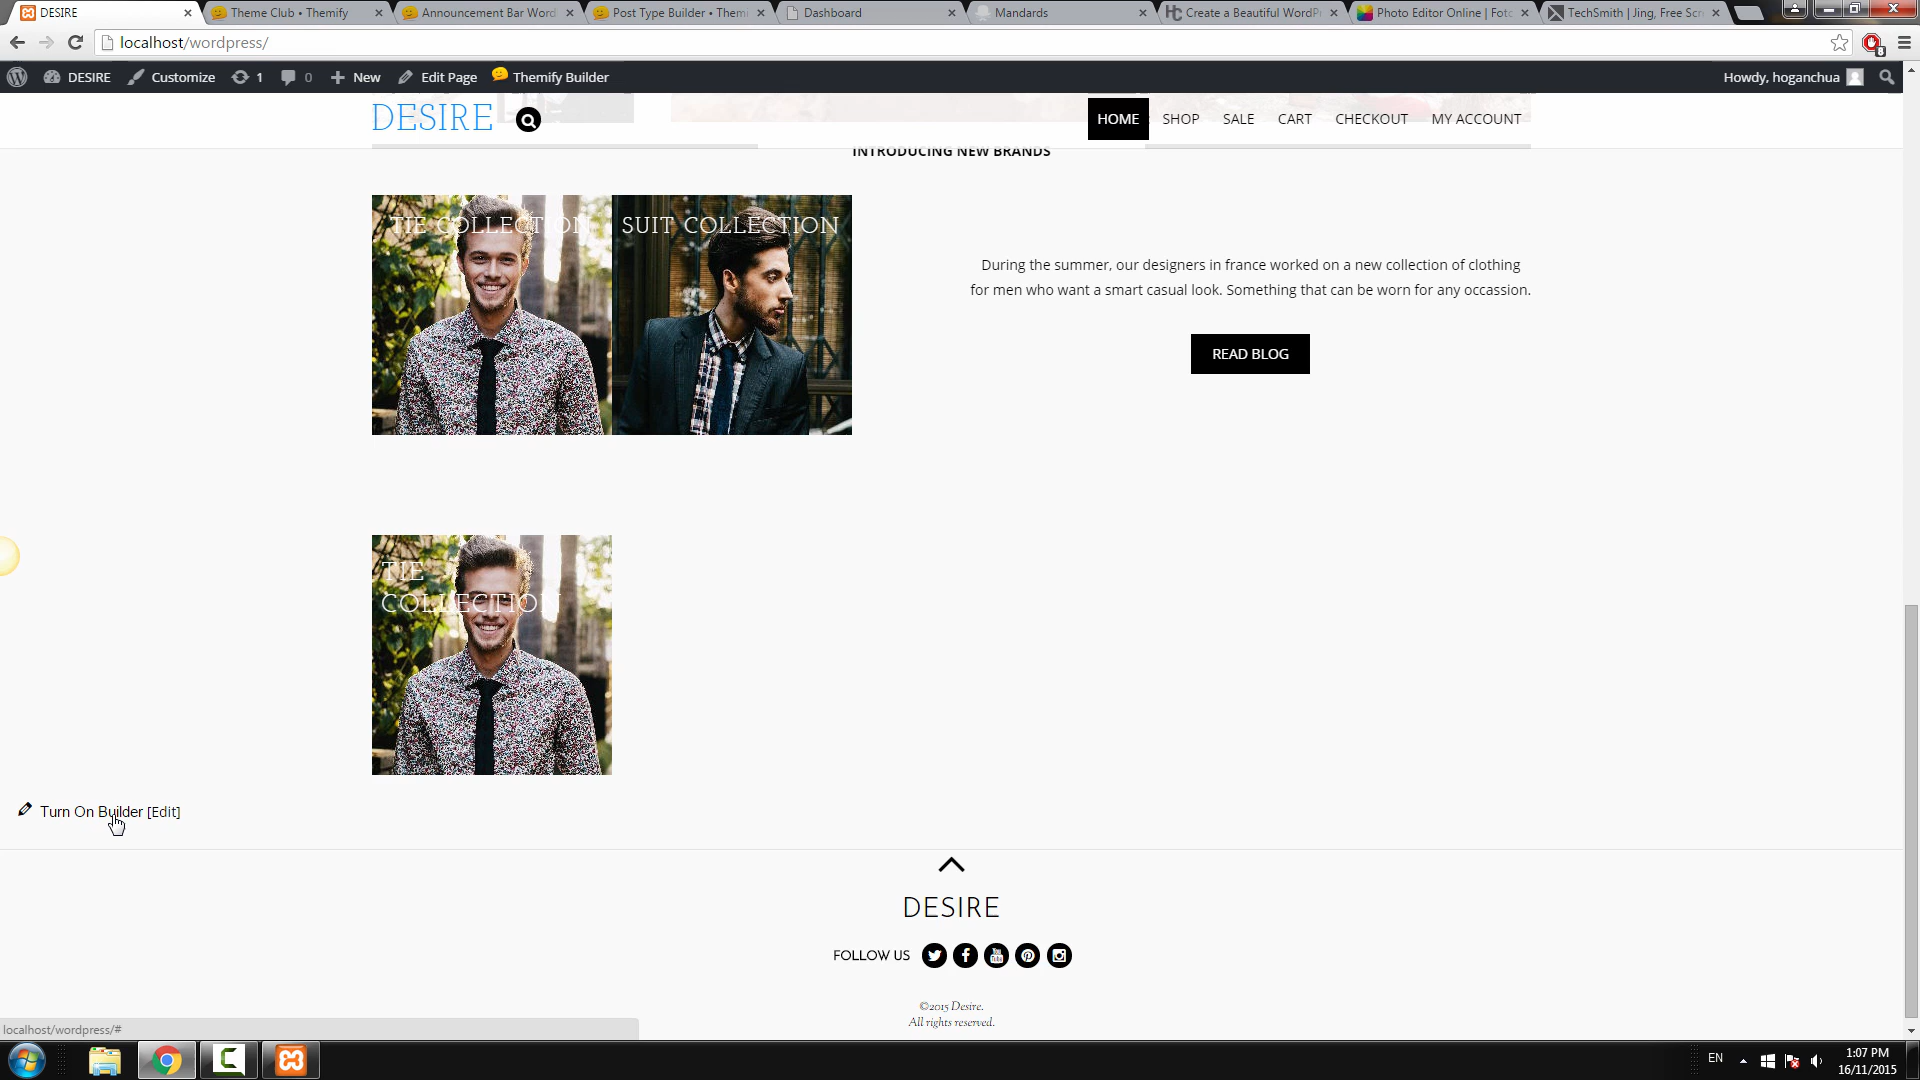 DESIRE
Theme Club • Themify
Announcement Bar Word
Post Type Builder • Them
Dashboard
Mandards
Create a Beautiful WordPr
Photo Editor Online | Fot
TechSmith | Jing, Free Scr
localhost/wordpress/
DESIRE
Customize
1
0
New
Edit Page
Themify Builder
Howdy, hoganchua
DESIRE
HOME
SHOP
SALE
CART
CHECKOUT
MY ACCOUNT
INTRODUCING NEW BRANDS
TIE COLLECTION
SUIT COLLECTION
During the summer, our designers in france worked on a new collection of clothing
for men who want a smart casual look. Something that can be worn for any occassion.
READ BLOG
TIE
COLLECTION
Turn On Builder [Edit]
DESIRE
FOLLOW US
©2015 Desire.
All rights reserved.
localhost/wordpress/#
EN
1:07 PM
16/11/2015